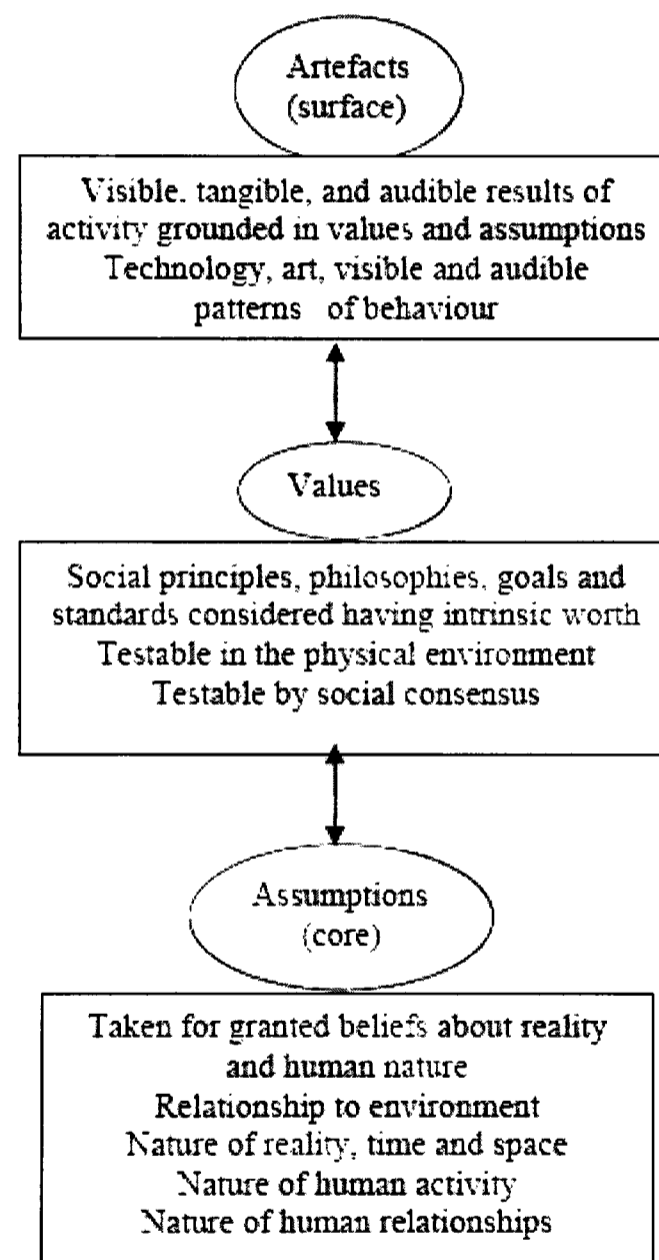 Artefacts
(surface)
Visible. tangible, and audible results of
activity grounded in values and assumptions
Technology, art, visible and audible
patterns of behaviour
Values
Social principles, philosophies, goals and
standards considered having intrinsic worth
Testable in the physical environment
Testable by social consensus
Assumptions
(core)
Taken for granted beliefs about reality
and human nature
Relationship to environment
Nature of reality, time and space
Nature of human activity
Nature of human relationships